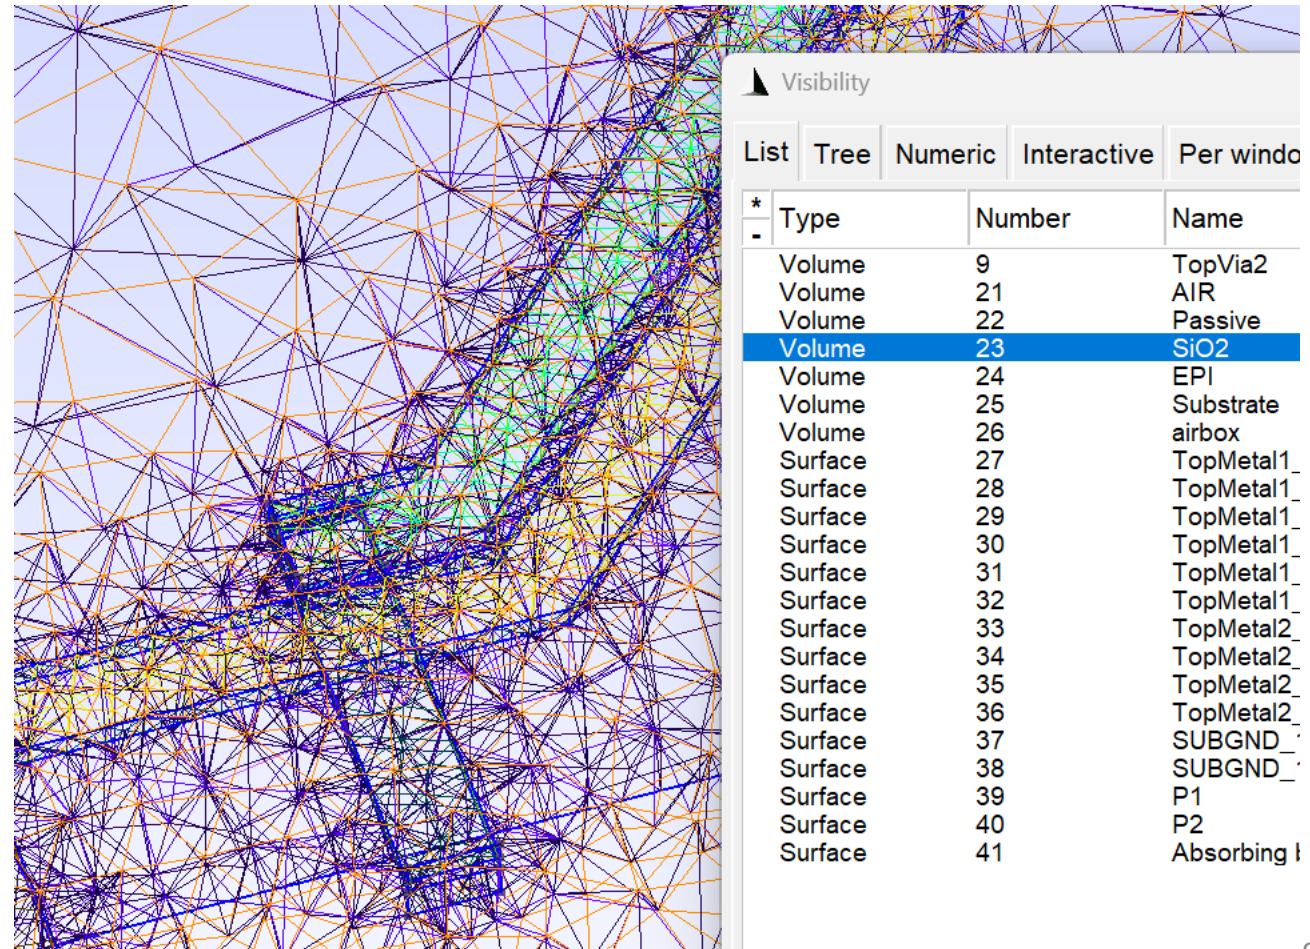 Visibility
List Tree Numeric Interactive Per windo
* - Type Number Name
Volume 9 TopVia2
Volume 21 AIR
Volume 22 Passive
Volume 23 SiO2
Volume 24 EPI
Volume 25 Substrate
Volume 26 airbox
Surface 27 TopMetal1_
Surface 28 TopMetal1_
Surface 29 TopMetal1_
Surface 30 TopMetal1_
Surface 31 TopMetal1_
Surface 32 TopMetal1_
Surface 33 TopMetal2_
Surface 34 TopMetal2_
Surface 35 TopMetal2_
Surface 36 TopMetal2_
Surface 37 SUBGND_1
Surface 38 SUBGND_1
Surface 39 P1
Surface 40 P2
Surface 41 Absorbing b